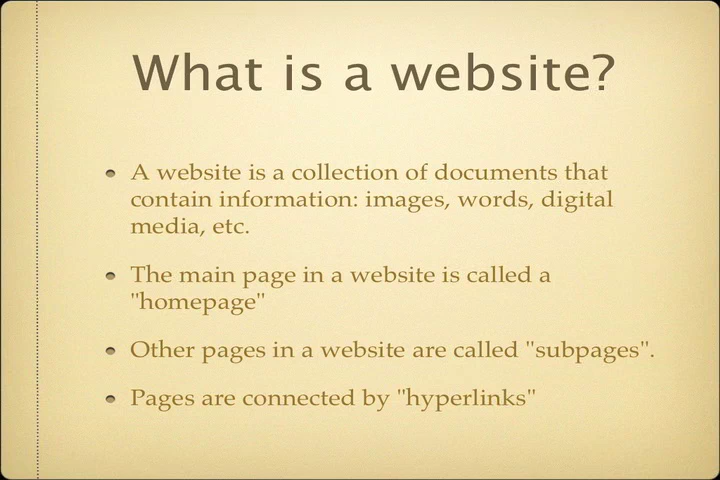 What is a website?
A website is a collection of documents that
contain information: images, words, digital
media, etc.
The main page in a website is called a
"homepage"
Other pages in a website are called "subpages".
Pages are connected by "hyperlinks"